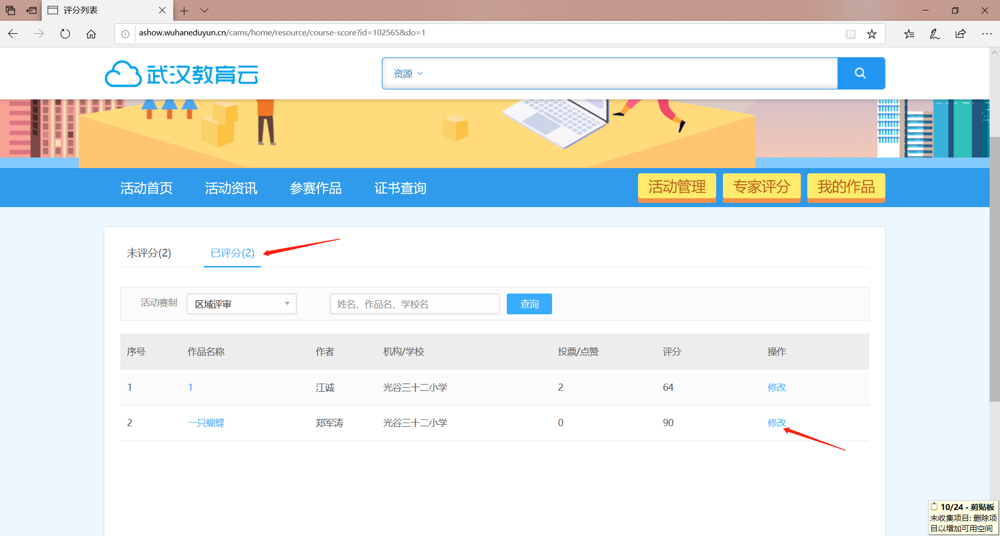 评分列表
ashow.wuhaneduyun.cn/cams/home/resource/course-score?id=102565&do=1
武汉教育云
资源
活动首页 活动资讯 参赛作品 证书查询 活动管理 专家评分 我的作品
未评分(2) 已评分(2)
活动赛制 区域评审 姓名、作品名、学校名 查询
序号 作品名称 作者 机构/学校 投票/点赞 评分 操作
1 1 江诚 光谷三十二小学 2 64 修改
2 一只蝴蝶 郑军涛 光谷三十二小学 0 90 修改
10/24 - 剪贴板
未收集项目: 删除项
目以增加可用空间